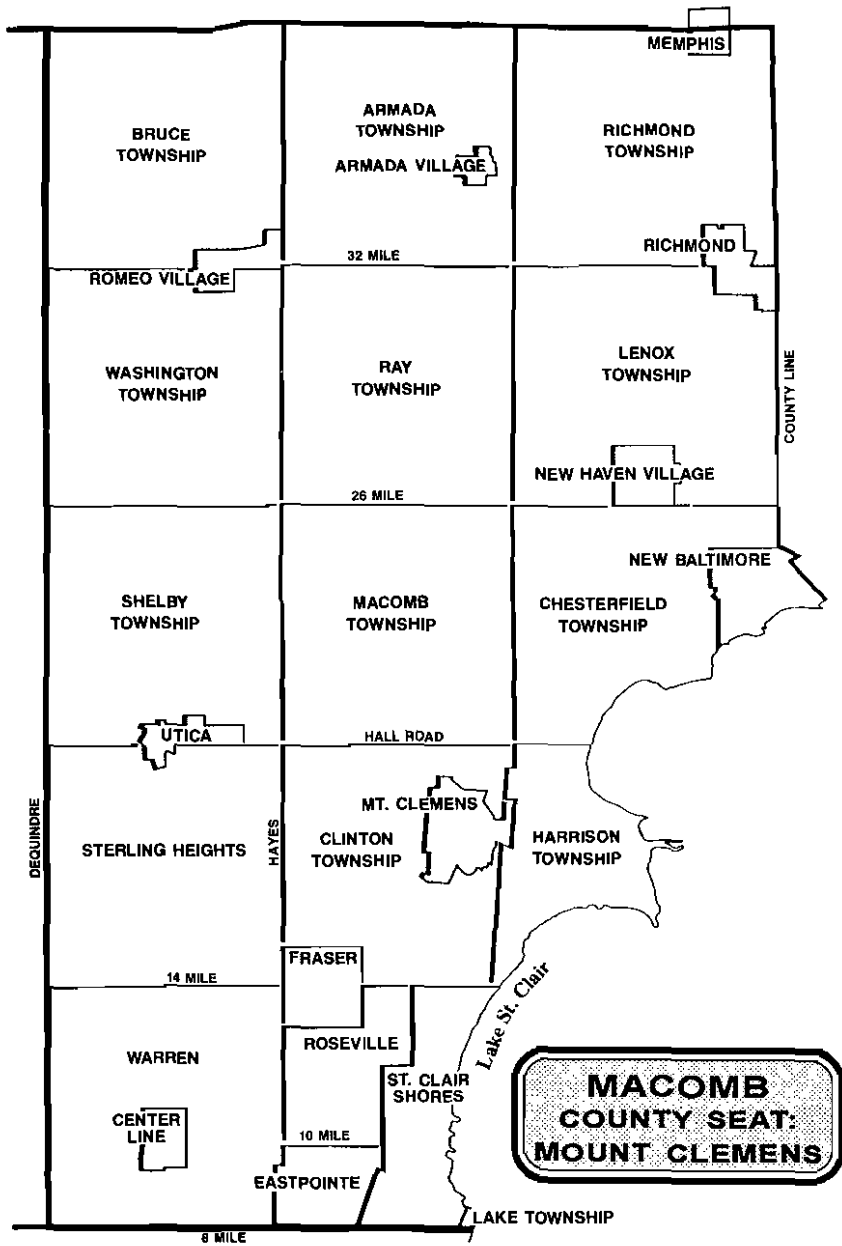 MEMPHIS
BRUCE
TOWNSHIP
ARMADA
TOWNSHIP
RICHMOND
TOWNSHIP
ARMADA VILLAGE
RICHMOND
32 MILE
ROMEO VILLAGE
WASHINGTON
TOWNSHIP
RAY
TOWNSHIP
LENOX
TOWNSHIP
COUNTY LINE
NEW HAVEN VILLAGE
26 MILE
NEW BALTIMORE
SHELBY
TOWNSHIP
MACOMB
TOWNSHIP
CHESTERFIELD
TOWNSHIP
UTICA
HALL ROAD
MT. CLEMENS
DEQUINDRE
STERLING HEIGHTS
HAYES
CLINTON
TOWNSHIP
HARRISON
TOWNSHIP
FRASER
14 MILE
Lake St. Clair
WARREN
ROSEVILLE
ST. CLAIR
SHORES
CENTER
LINE
10 MILE
EASTPOINTE
LAKE TOWNSHIP
8 MILE
MACOMB
COUNTY SEAT:
MOUNT CLEMENS